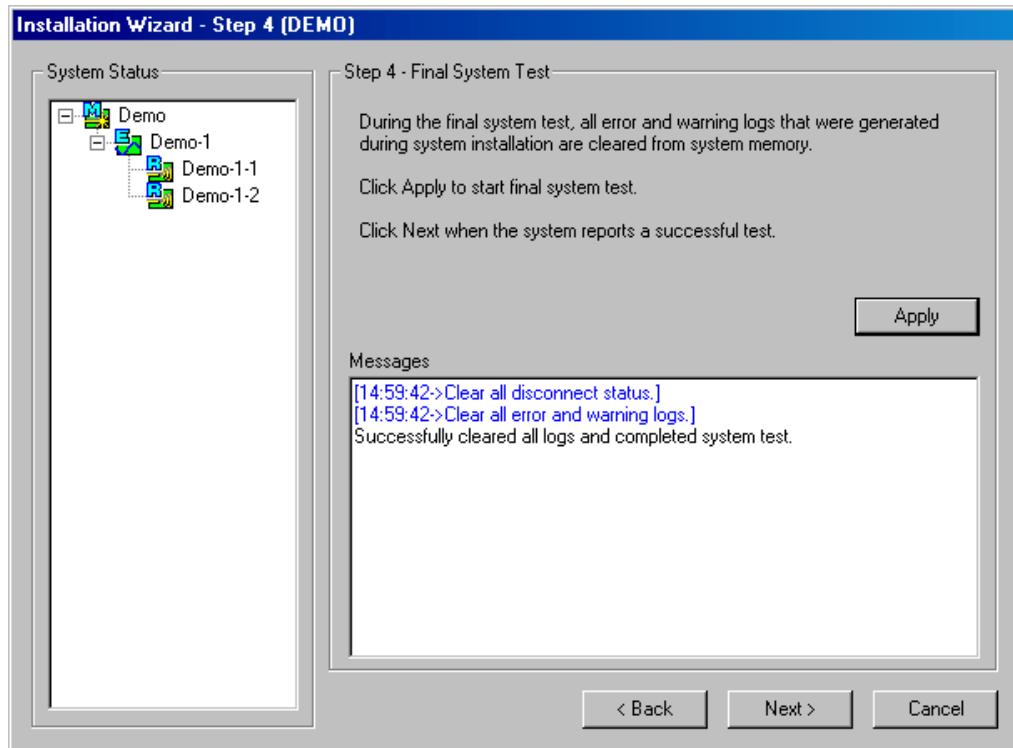 Installation Wizard - Step 4 (DEMO)
System Status
M Demo
E Demo-1
R Demo-1-1
R Demo-1-2
Step 4 - Final System Test
During the final system test, all error and warning logs that were generated
during system installation are cleared from system memory.
Click Apply to start final system test.
Click Next when the system reports a successful test.
Apply
Messages
[14:59:42->Clear all disconnect status.]
[14:59:42->Clear all error and warning logs.]
Successfully cleared all logs and completed system test.
< Back
Next >
Cancel